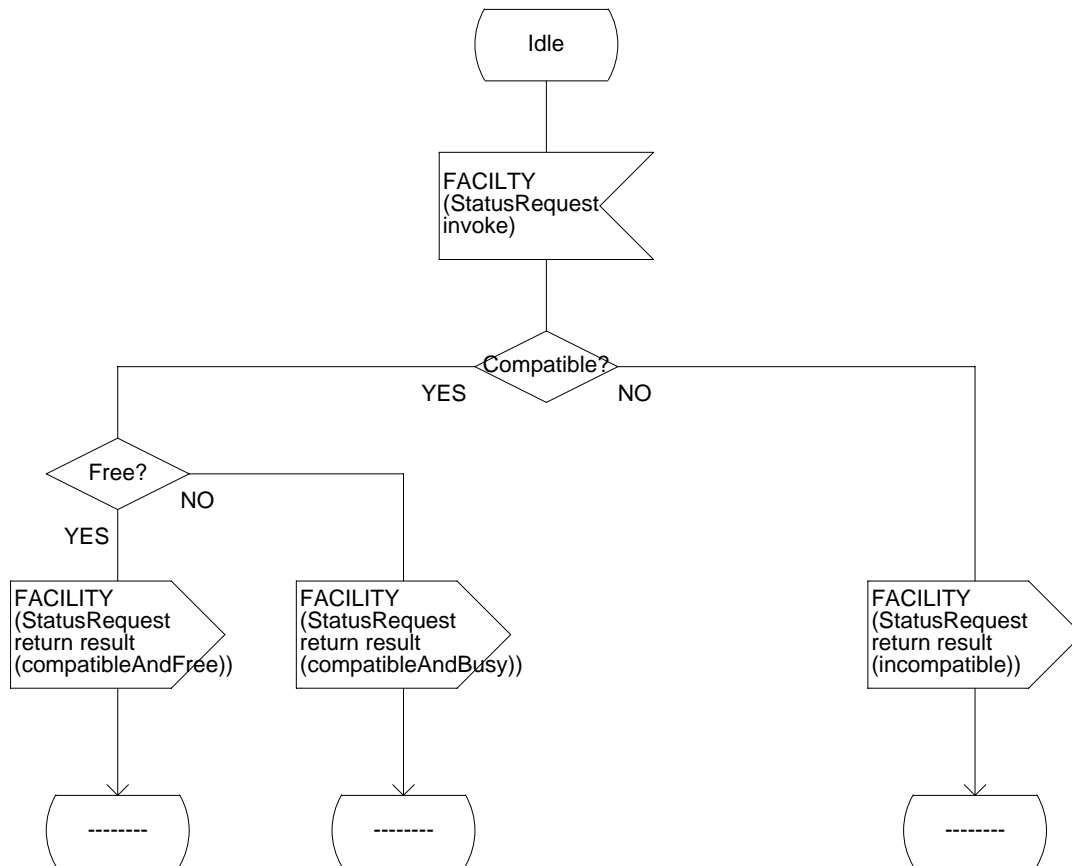 Idle
FACILTY
(StatusRequest
invoke)
Compatible?
YES
NO
Free?
NO
YES
FACILITY
(StatusRequest
return result
(compatibleAndFree))
FACILITY
(StatusRequest
return result
(compatibleAndBusy))
FACILITY
(StatusRequest
return result
(incompatible))
--------
--------
--------